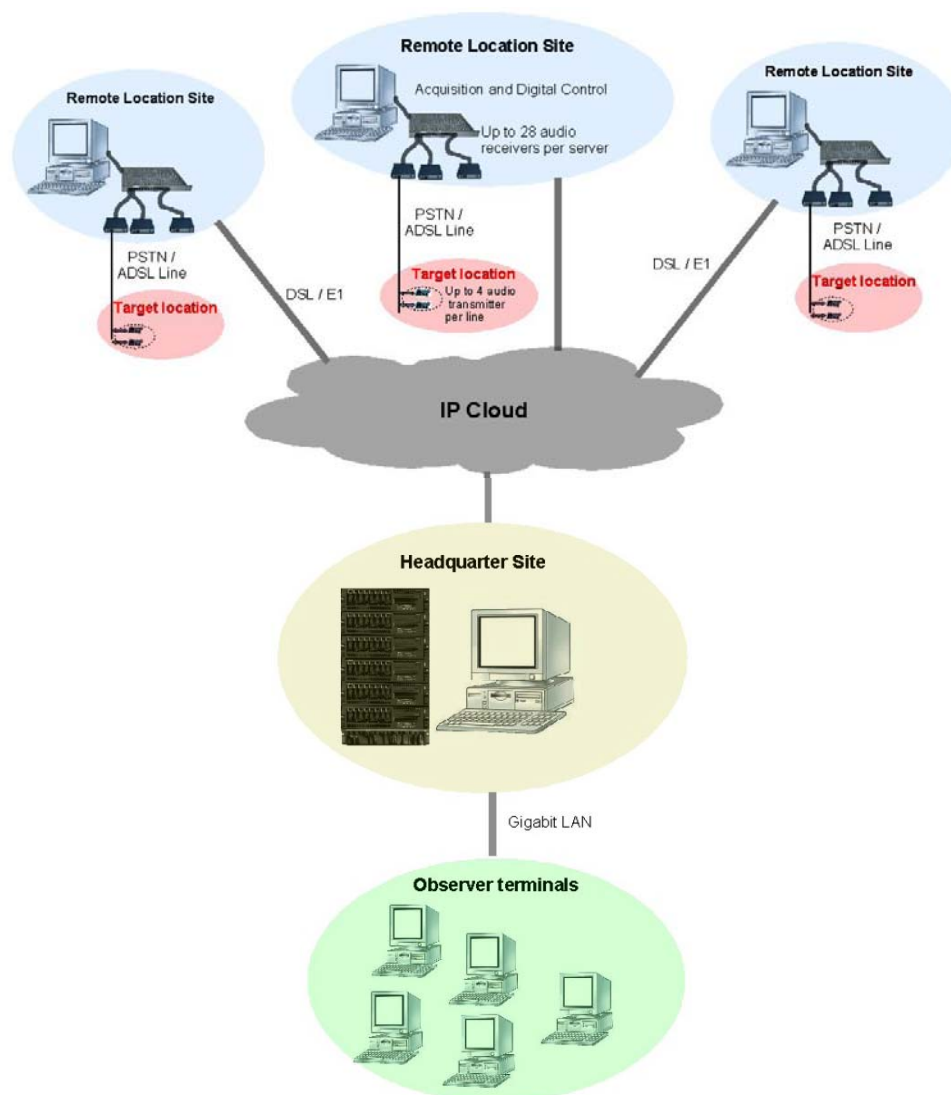 Remote Location Site
Acquisition and Digital Control
Up to 28 audio
receivers per server
PSTN /
ADSL Line
Target location
Up to 4 audio
transmitter
per line
Remote Location Site
PSTN /
ADSL Line
Target location
DSL / E1
Remote Location Site
PSTN /
ADSL Line
Target location
DSL / E1
IP Cloud
Headquarter Site
Gigabit LAN
Observer terminals